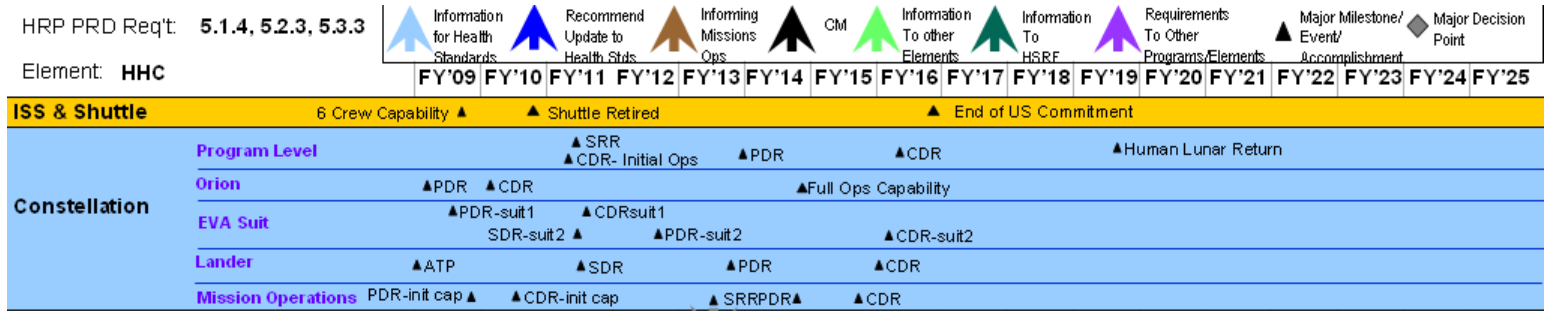 HRP PRD Req't: 5.1.4, 5.2.3, 5.3.3
Information for Health Standards
Recommend Update to Health Stds
Informing Missions Ops
CM
Information To other Elements
Information To HSRF
Requirements To Other Programs/Elements
Major Milestone/ Event/ Accomplishment
Major Decision Point
Element: HHC
FY'09 FY'10 FY'11 FY'12 FY'13 FY'14 FY'15 FY'16 FY'17 FY'18 FY'19 FY'20 FY'21 FY'22 FY'23 FY'24 FY'25
ISS & Shuttle 6 Crew Capability Shuttle Retired End of US Commitment
Constellation
Program Level SRR CDR- Initial Ops PDR CDR Human Lunar Return
Orion PDR CDR Full Ops Capability
EVA Suit PDR-suit1 CDRsuit1
SDR-suit2 PDR-suit2 CDR-suit2
Lander ATP SDR PDR CDR
Mission Operations PDR-init cap CDR-init cap SRR PDR CDR